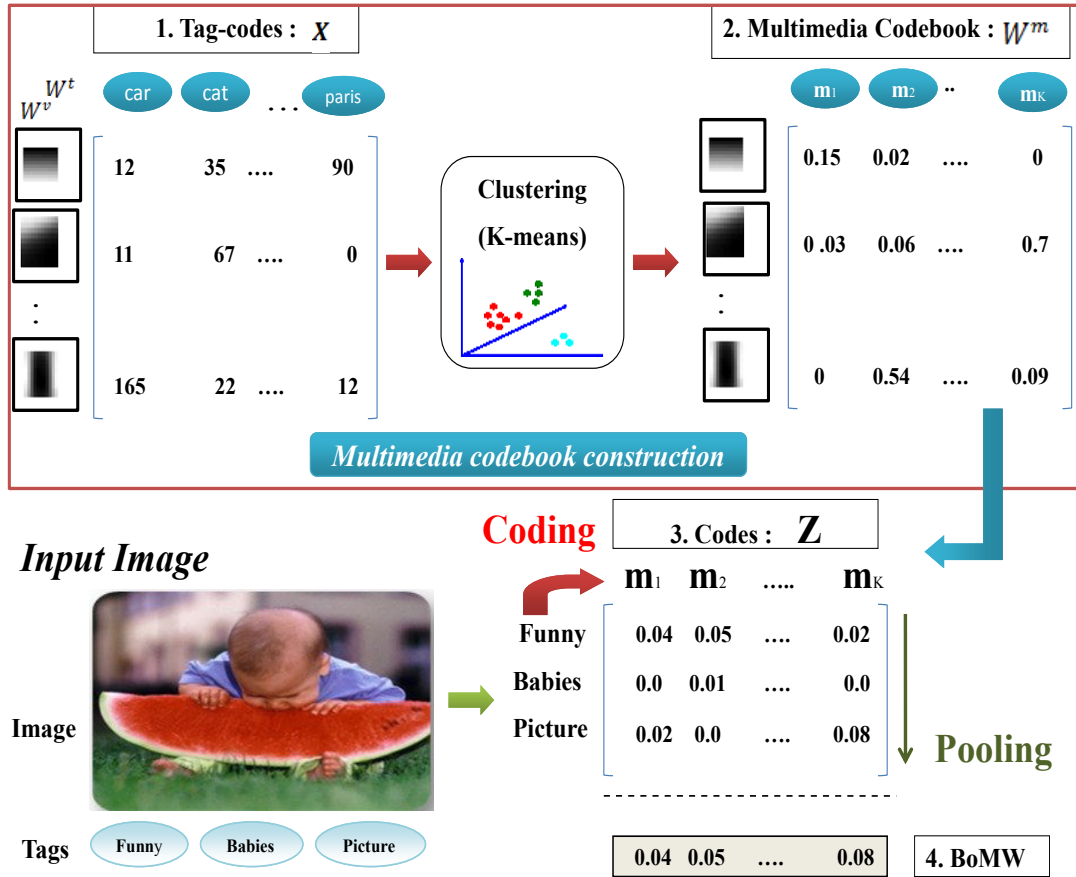 1. Tag-codes : X
2. Multimedia Codebook : W^m
W^t
W^v
car cat ... paris
m1 m2 .. mK
12 35 .... 90
0.15 0.02 .... 0
Clustering
(K-means)
11 67 .... 0
0 .03 0.06 .... 0.7
:
:
165 22 .... 12
0 0.54 .... 0.09
Multimedia codebook construction
Coding
3. Codes : Z
Input Image
m1 m2 ..... mK
Funny 0.04 0.05 .... 0.02
Babies 0.0 0.01 .... 0.0
Image
Picture 0.02 0.0 .... 0.08
Pooling
Tags Funny Babies Picture
0.04 0.05 .... 0.08
4. BoMW